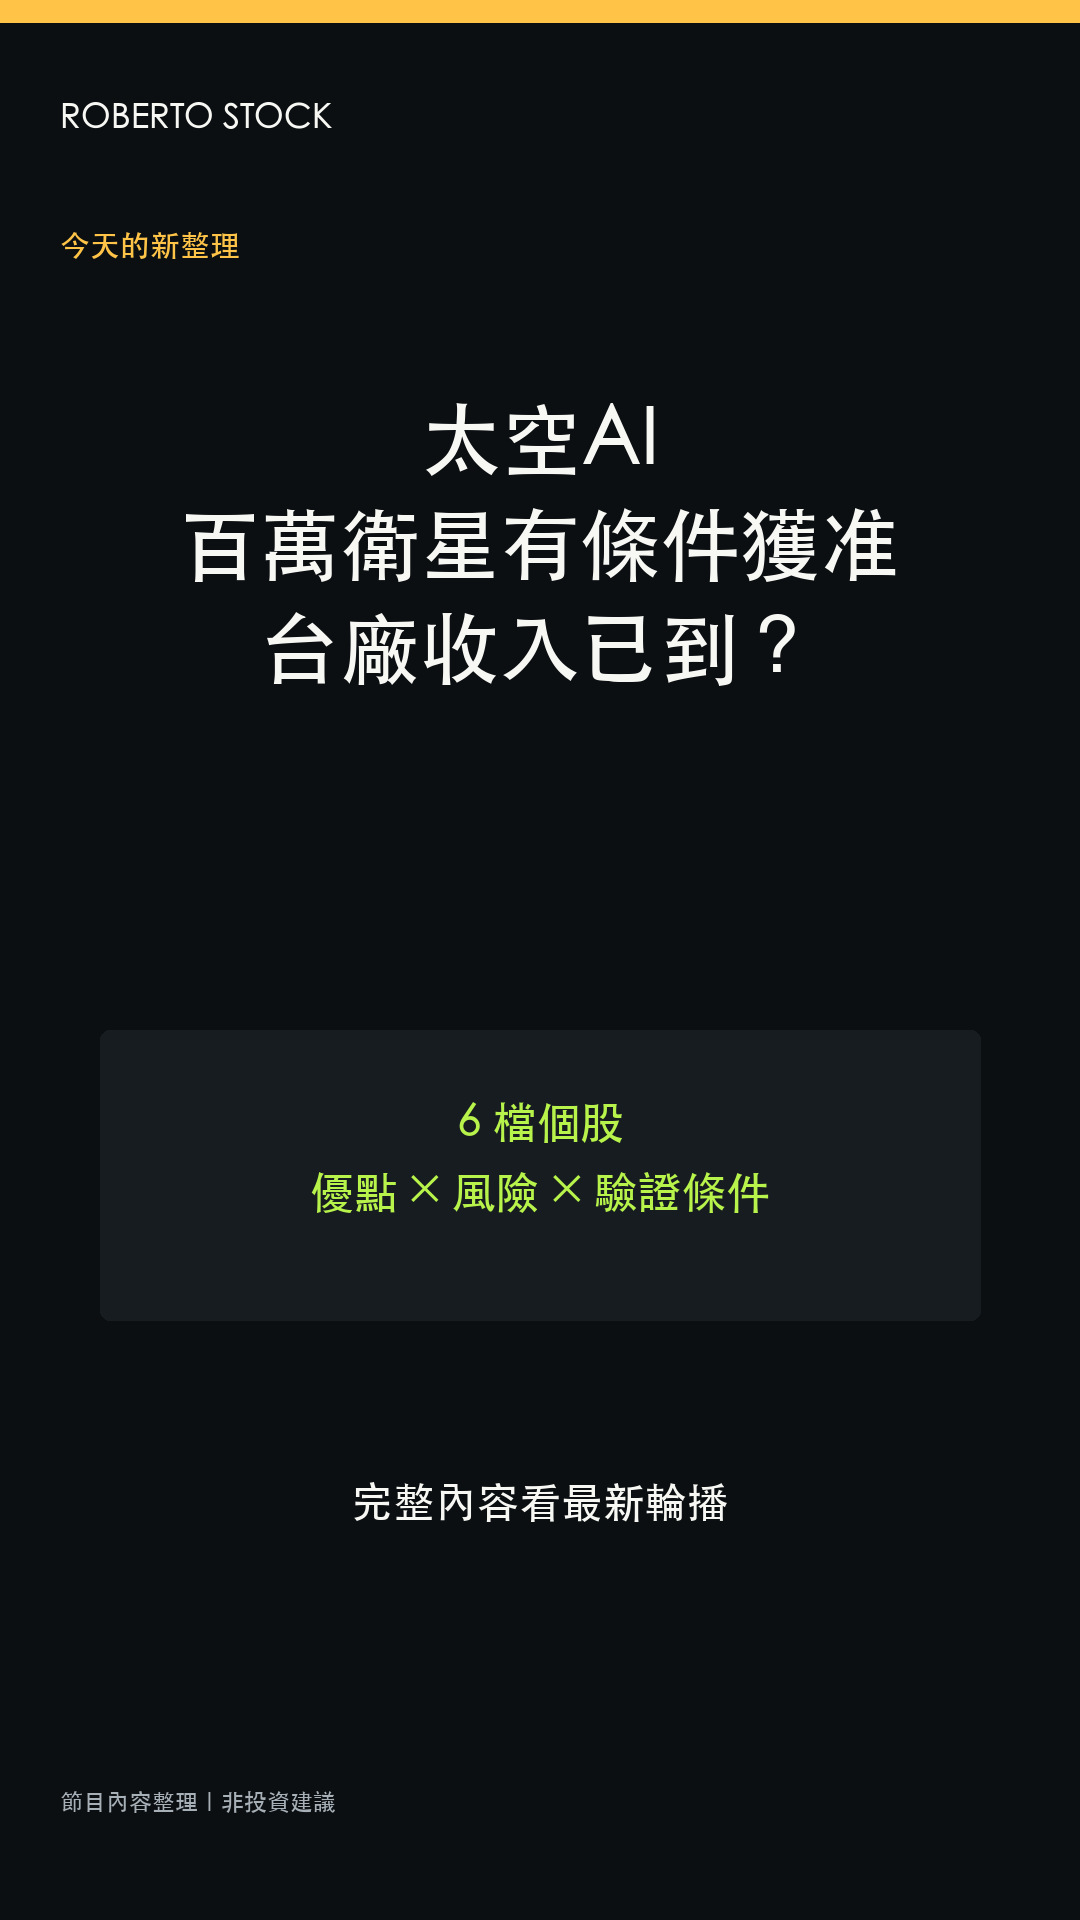 ROBERTO STOCK
今天的新整理
太空AI
百萬衛星有條件獲准
台廠收入已到？
6 檔個股
優點 × 風險 × 驗證條件
完整內容看最新輪播
節目內容整理｜非投資建議